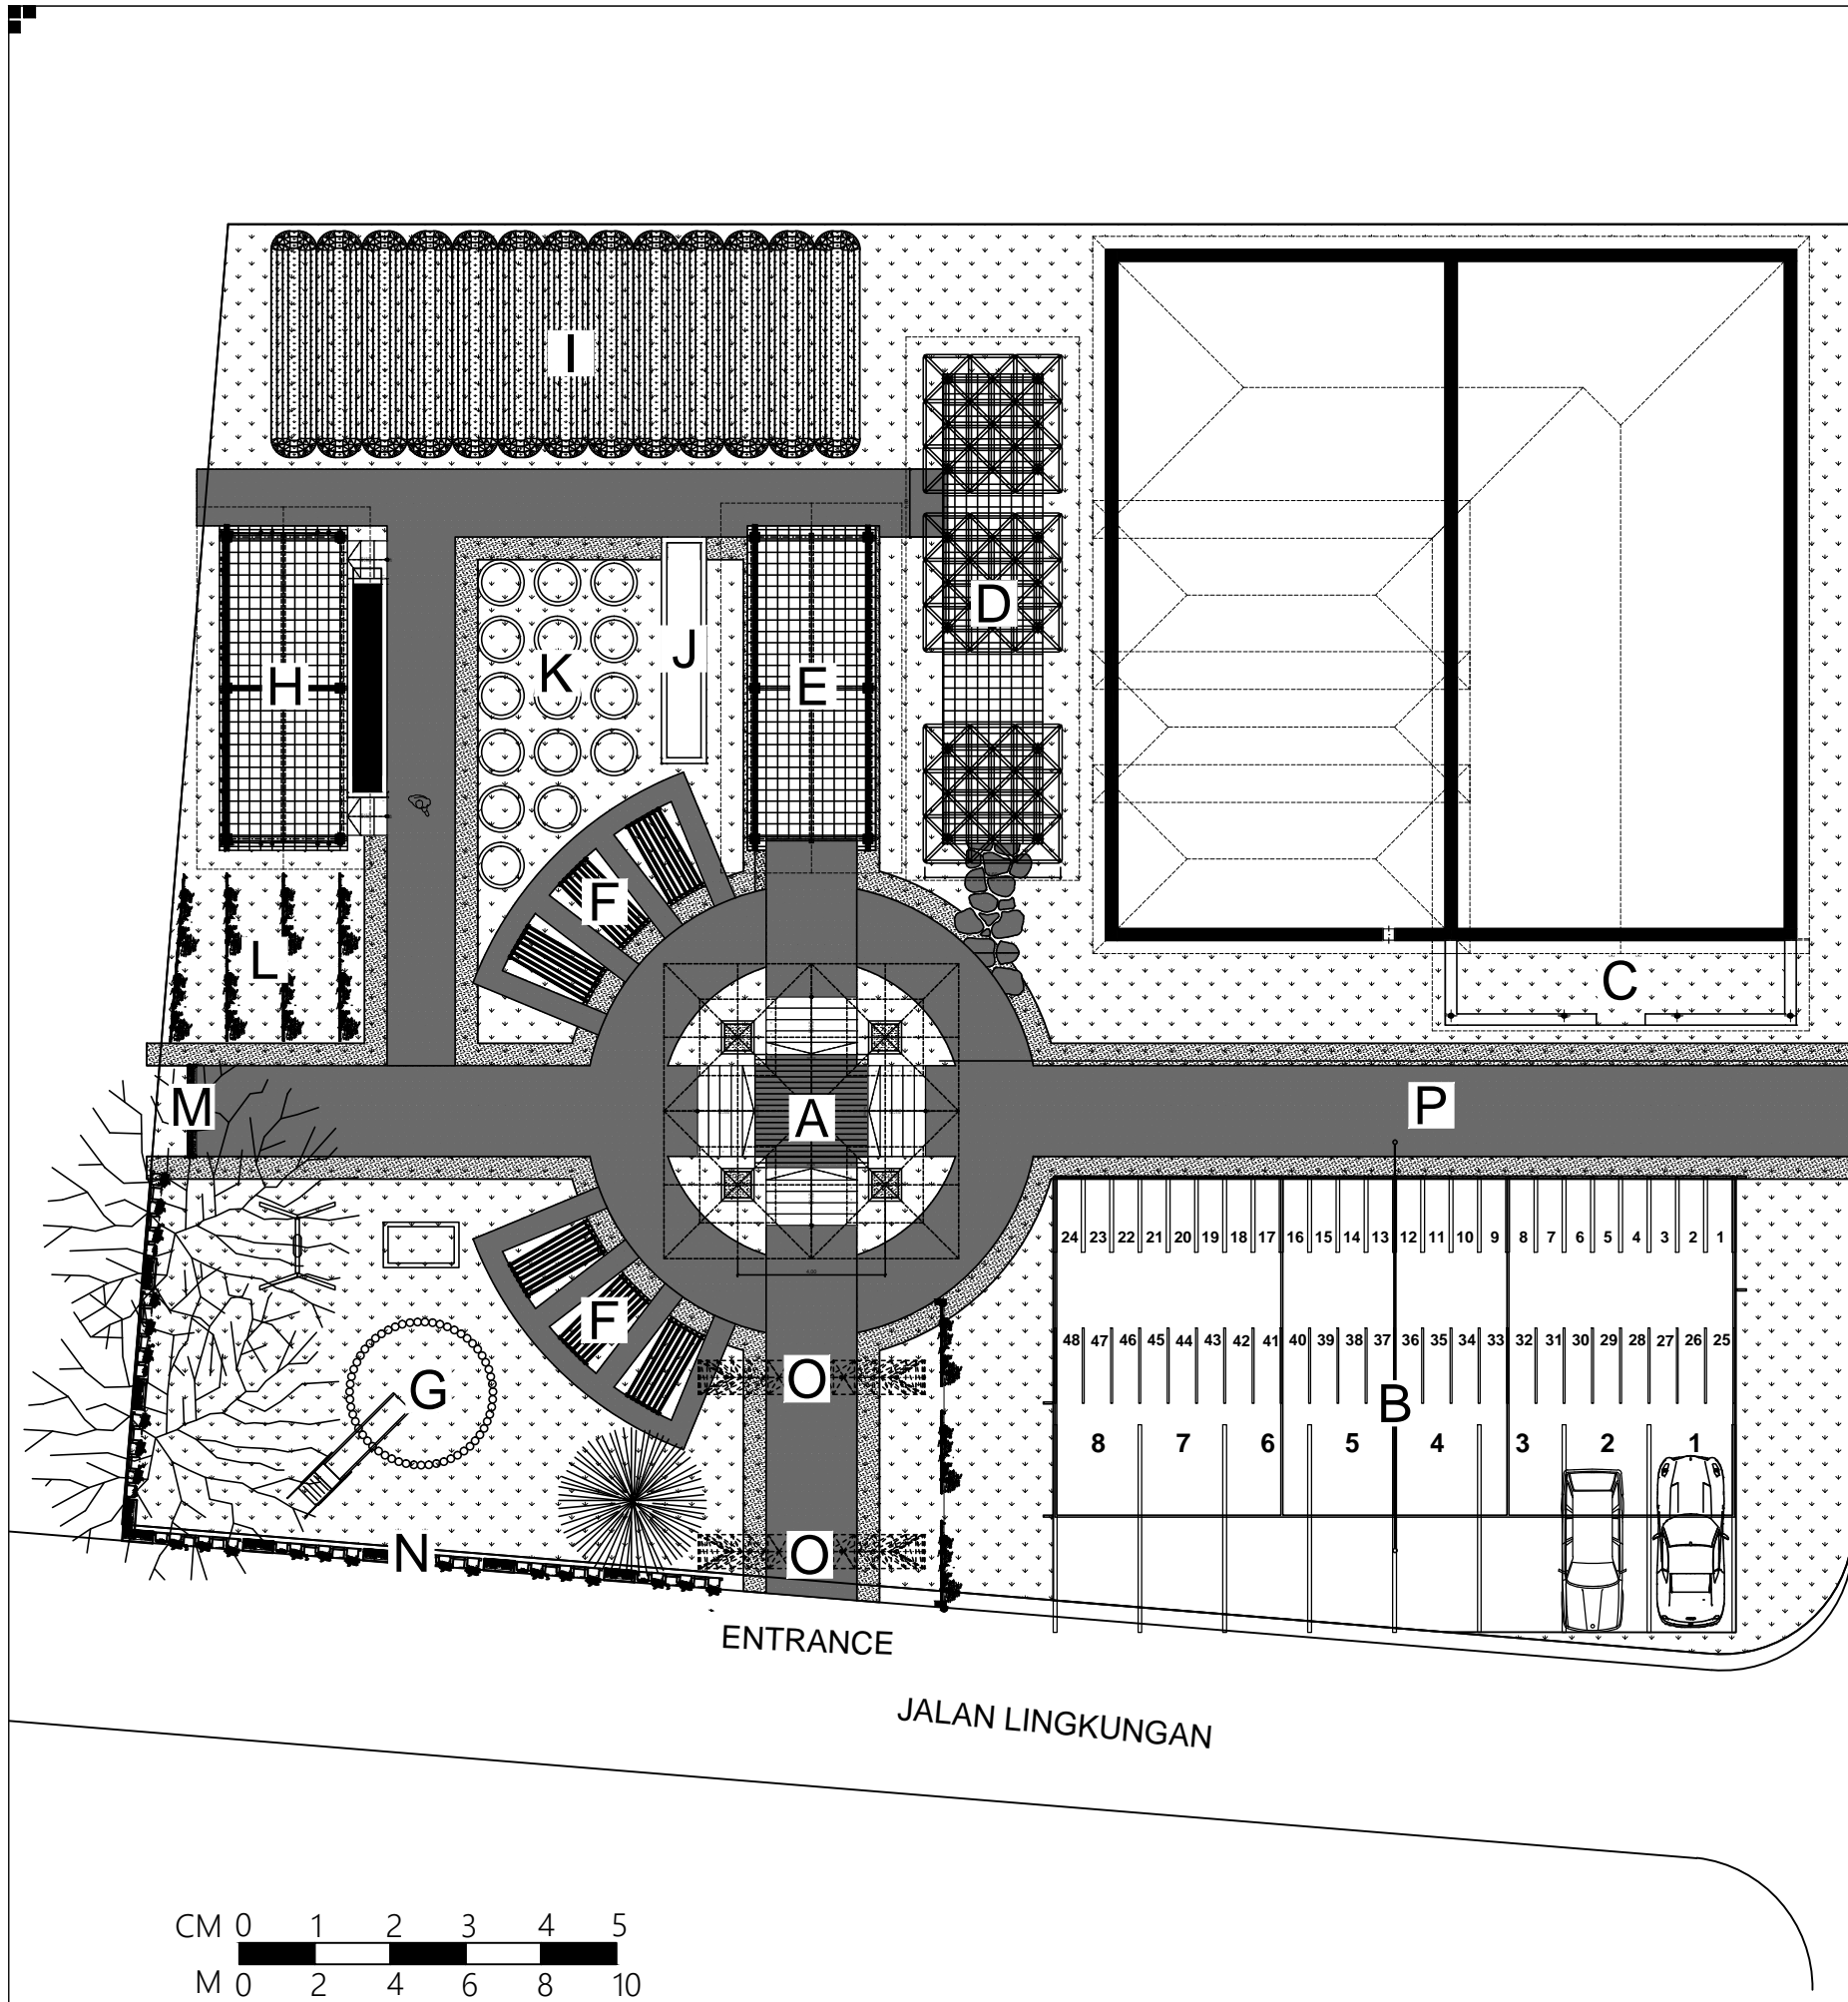 I
D
J
K
E
H
F
L
C
M
A
P
24 23 22 21 20 19 18 17 16 15 14 13 12 11 10 9 8 7 6 5 4 3 2 1
F
48 47 46 45 44 43 42 41 40 39 38 37 36 35 34 33 32 31 30 29 28 27 26 25
O
G
B
8 7 6 5 4 3 2 1
N
O
ENTRANCE
JALAN LINGKUNGAN
CM 0 1 2 3 4 5
M 0 2 4 6 8 10